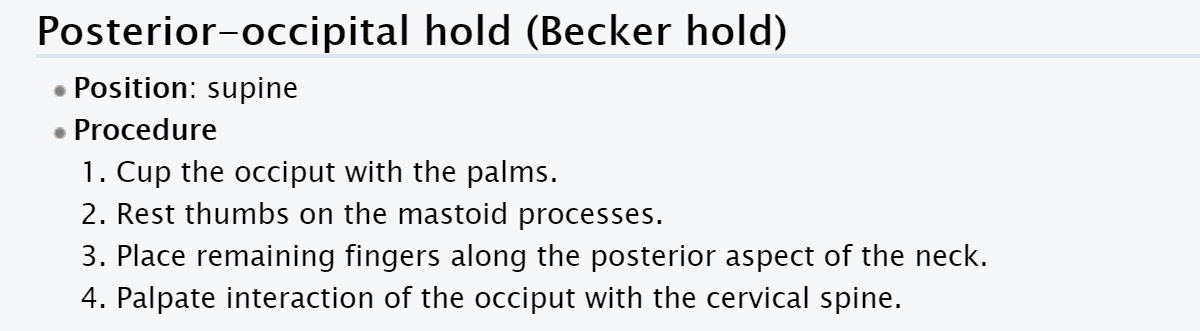 Posterior–occipital hold (Becker hold)
Position: supine
Procedure
1. Cup the occiput with the palms.
2. Rest thumbs on the mastoid processes.
3. Place remaining fingers along the posterior aspect of the neck.
4. Palpate interaction of the occiput with the cervical spine.